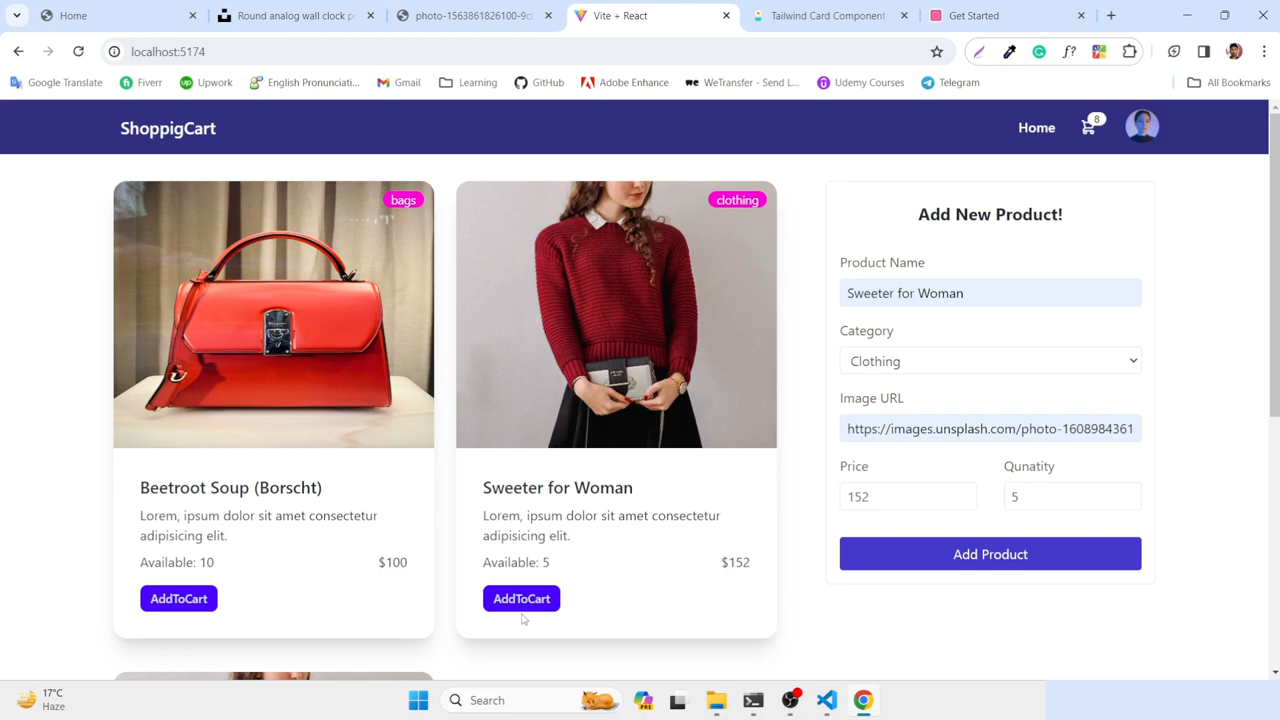 Home
Round analog wall clock p
photo-1563861826100-9cb
Vite + React
Tailwind Card Component -
Get Started
localhost:5174
f?
Google Translate
Fiverr
Upwork
English Pronunciati...
Gmail
Learning
GitHub
Adobe Enhance
WeTransfer - Send L...
Udemy Courses
Telegram
All Bookmarks
ShoppigCart
Home
8
bags
clothing
Add New Product!
Product Name
Sweeter for Woman
Category
Clothing
Image URL
https://images.unsplash.com/photo-1608984361
Price
Qunatity
152
5
Add Product
Beetroot Soup (Borscht)
Lorem, ipsum dolor sit amet consectetur
adipisicing elit.
Available: 10
$100
AddToCart
Sweeter for Woman
Lorem, ipsum dolor sit amet consectetur
adipisicing elit.
Available: 5
$152
AddToCart
17°C
Haze
Search
PRE